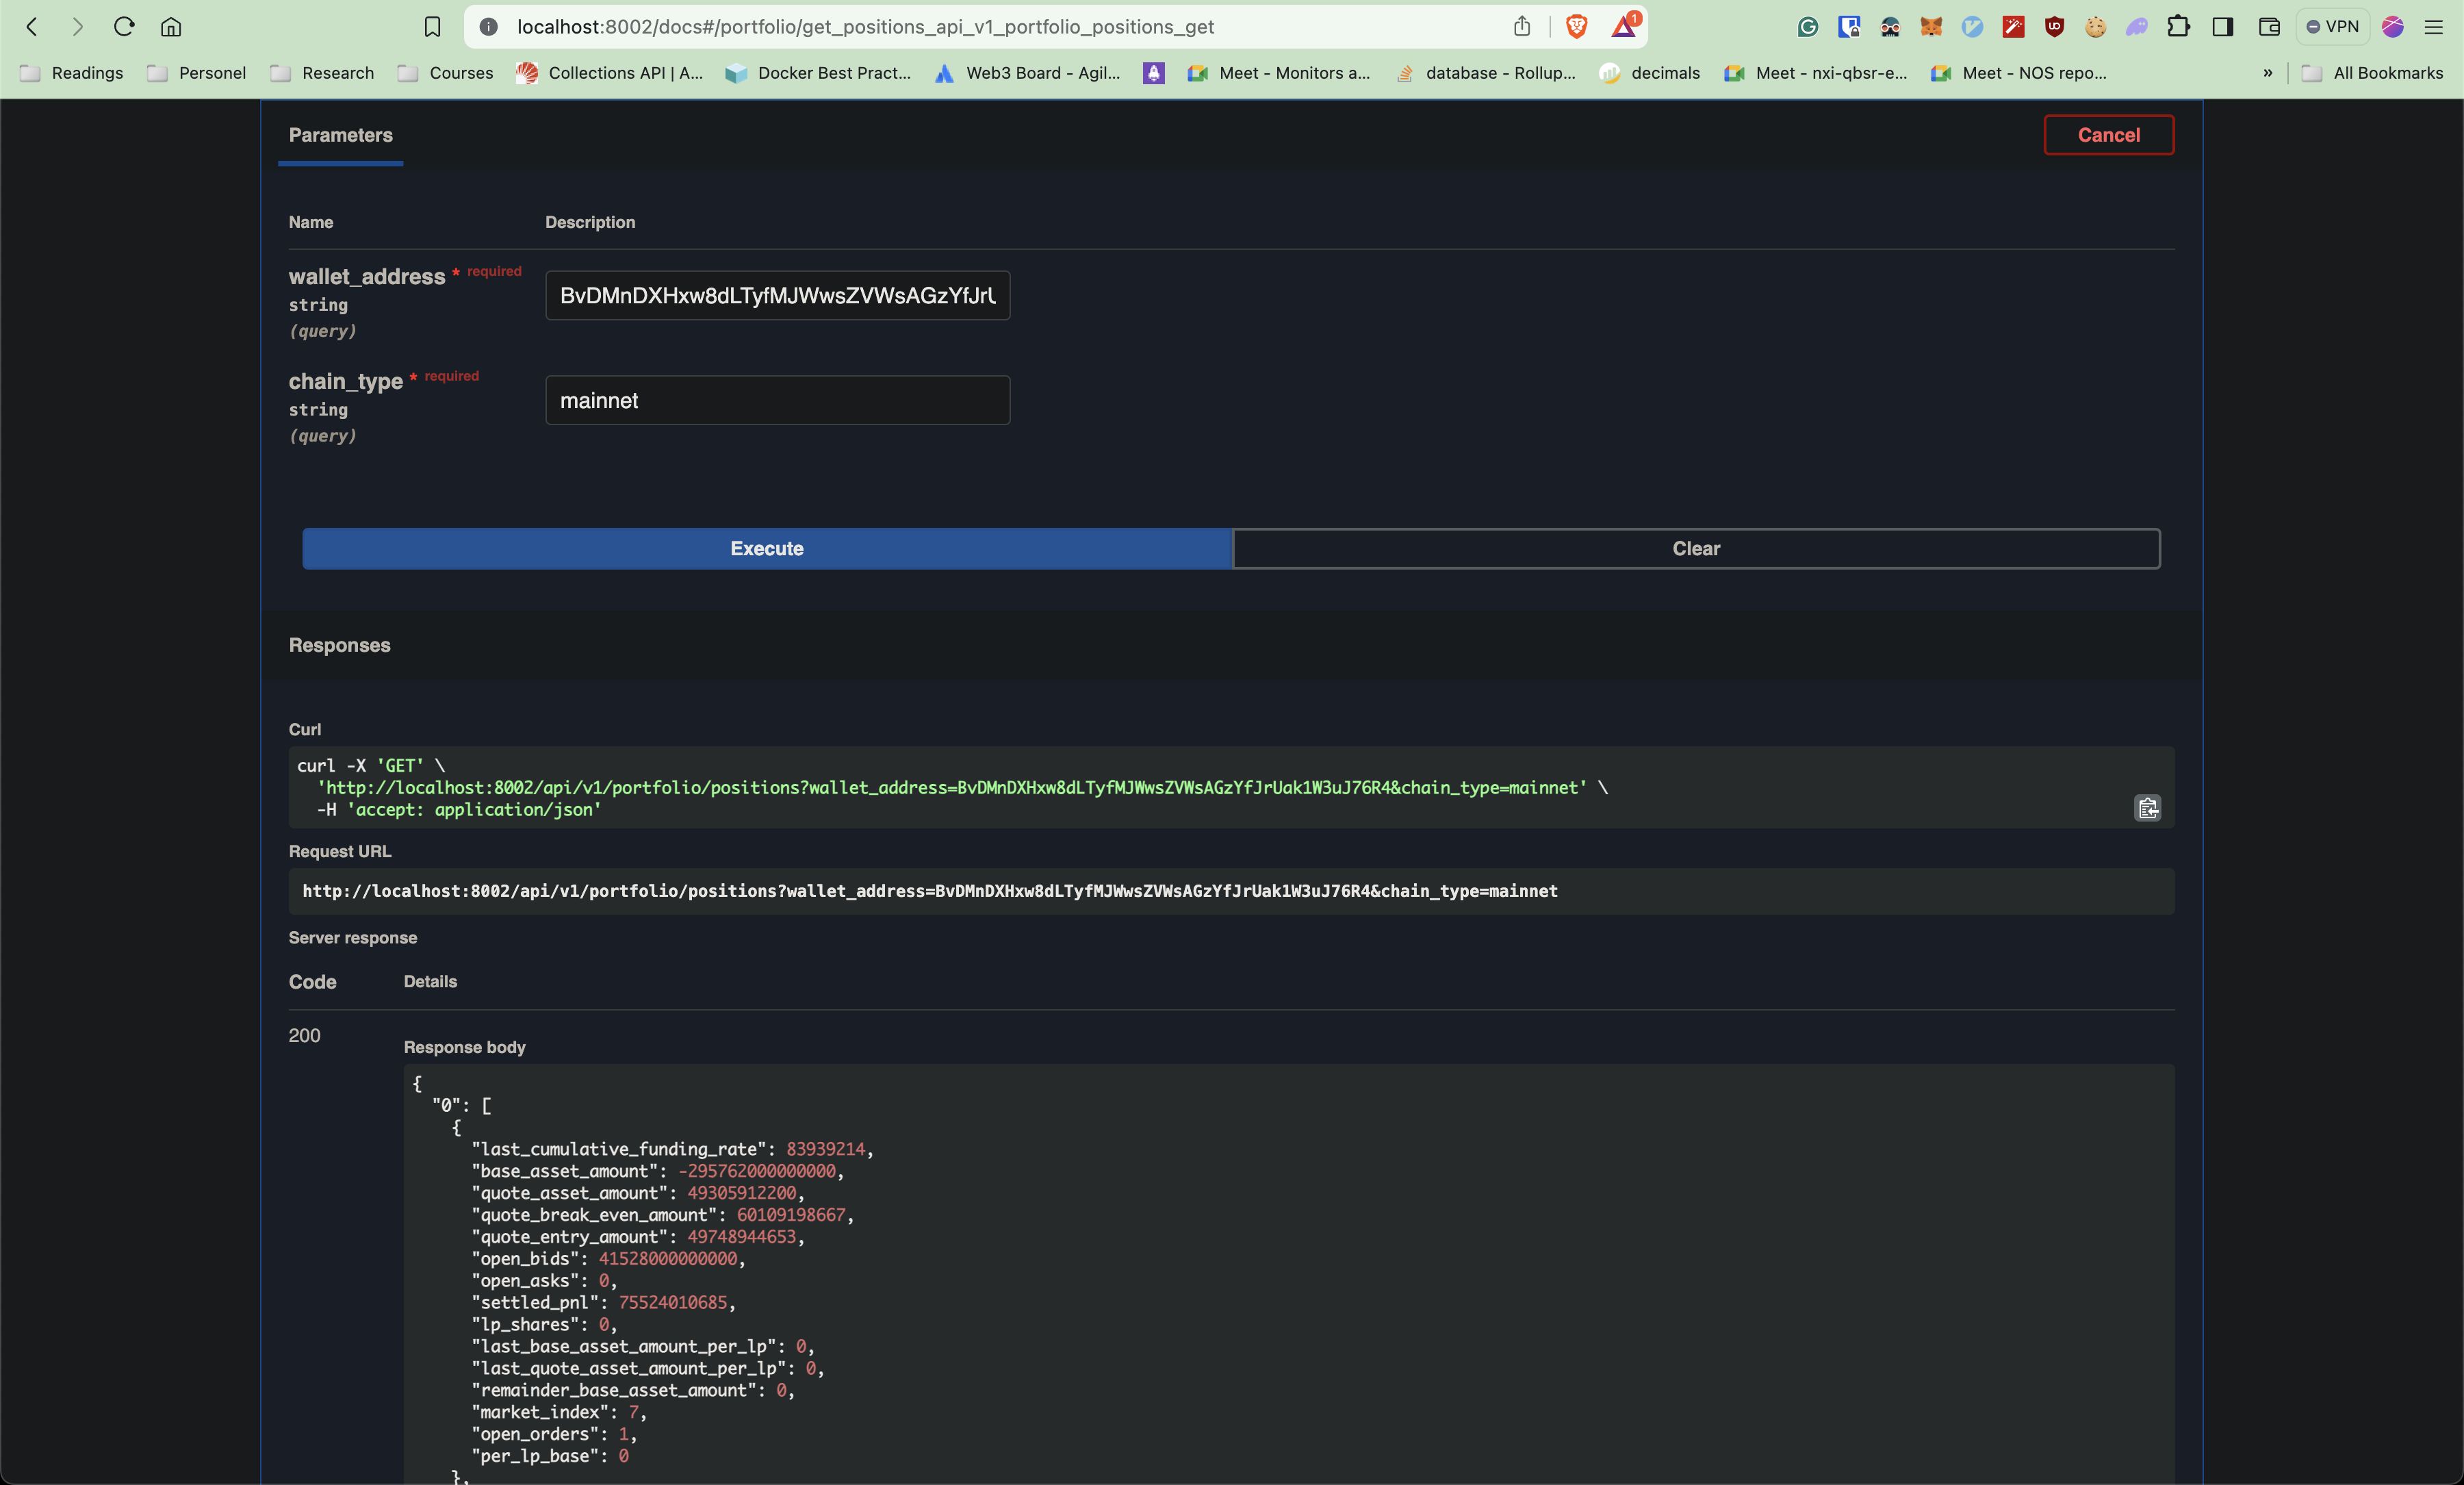 localhost:8002/docs#/portfolio/get_positions_api_v1_portfolio_positions_get
1
VPN
Readings
Personel
Research
Courses
Collections API | A...
Docker Best Pract...
Web3 Board - Agil...
Meet - Monitors a...
database - Rollup...
decimals
Meet - nxi-qbsr-e...
Meet - NOS repo...
»
All Bookmarks
Parameters
Cancel
Name Description
wallet_address * required
string
(query)
BvDMnDXHxw8dLTyfMJWwsZVWsAGzYfJrU
chain_type * required
string
(query)
mainnet
Execute
Clear
Responses
Curl
curl -X 'GET' \
'http://localhost:8002/api/v1/portfolio/positions?wallet_address=BvDMnDXHxw8dLTyfMJWwsZVWsAGzYfJrUak1W3uJ76R4&chain_type=mainnet' \
-H 'accept: application/json'
Request URL
http://localhost:8002/api/v1/portfolio/positions?wallet_address=BvDMnDXHxw8dLTyfMJWwsZVWsAGzYfJrUak1W3uJ76R4&chain_type=mainnet
Server response
Code Details
200
Response body
{
"0": [
{
"last_cumulative_funding_rate": 83939214,
"base_asset_amount": -295762000000000,
"quote_asset_amount": 49305912200,
"quote_break_even_amount": 60109198667,
"quote_entry_amount": 49748944653,
"open_bids": 41528000000000,
"open_asks": 0,
"settled_pnl": 75524010685,
"lp_shares": 0,
"last_base_asset_amount_per_lp": 0,
"last_quote_asset_amount_per_lp": 0,
"remainder_base_asset_amount": 0,
"market_index": 7,
"open_orders": 1,
"per_lp_base": 0
},